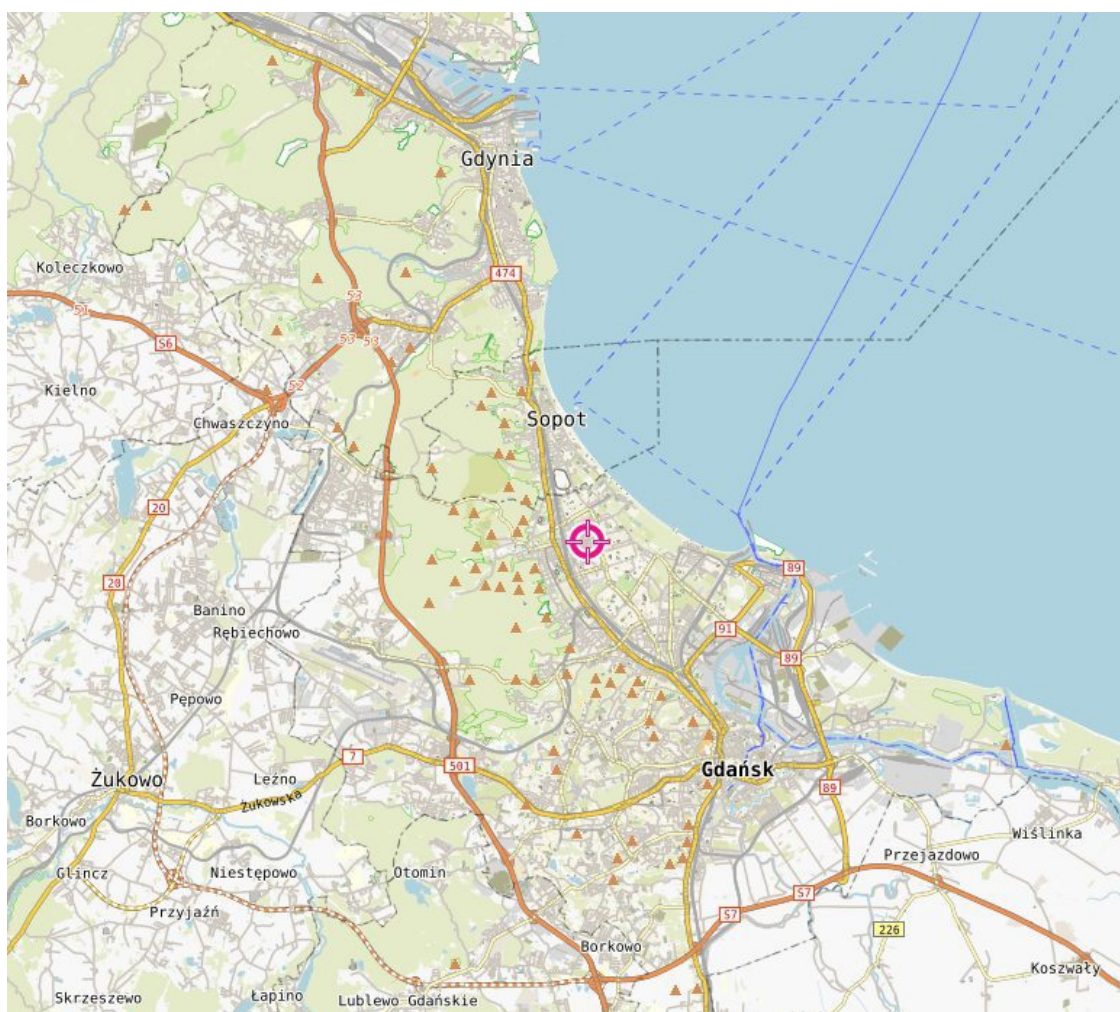 Gdynia
474
Koleczkowo
53
51
S6
53 53
52
Kielno
Chwaszczyno
Sopot
20
20
89
Banino
Rębiechowo
91
89
Pępowo
7
501
Gdańsk
Leźno
Żukowo
89
Żukowska
Borkowo
Wiślinka
Przejazdowo
Glincz
Niestępowo
Otomin
S7
Przyjaźń
S7
226
Borkowo
Koszwały
Skrzeszewo
Łapino
Lublewo Gdańskie